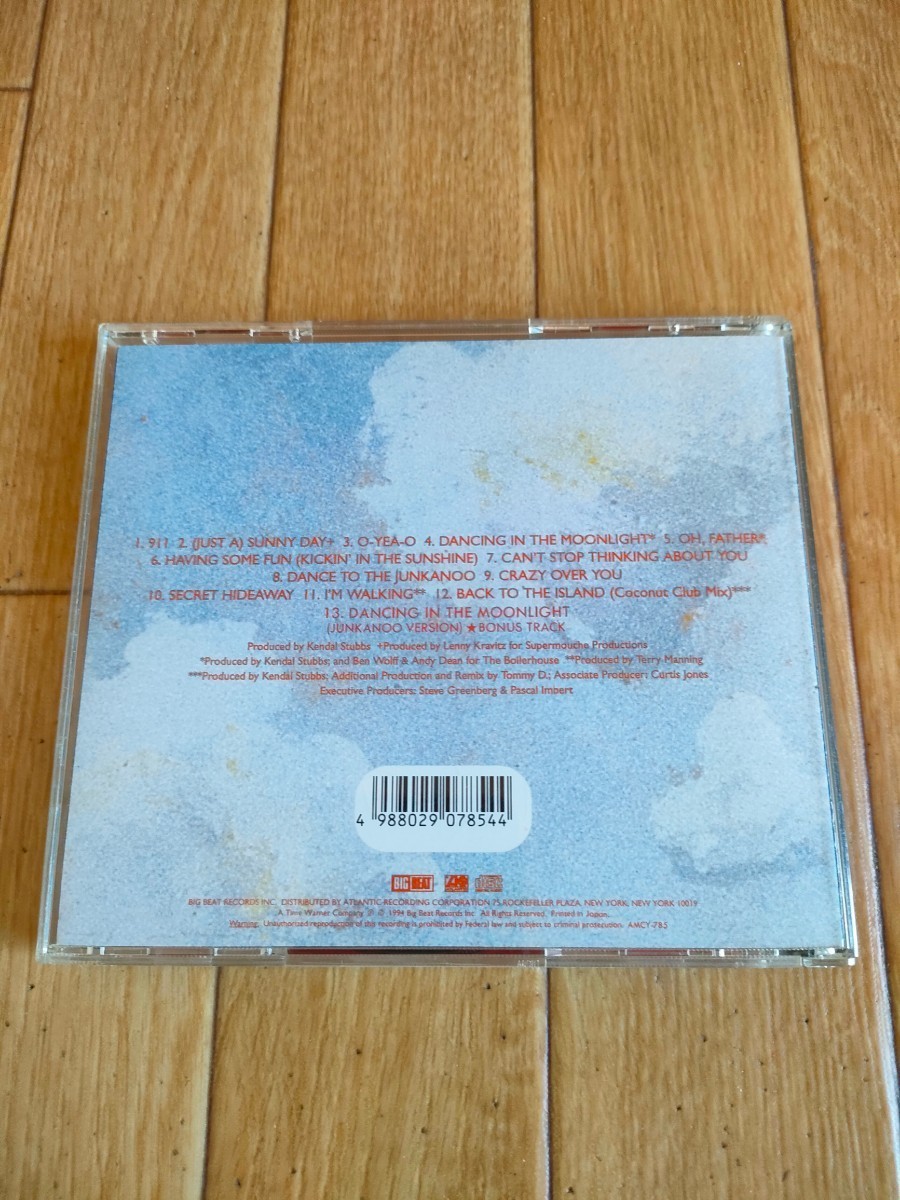 1. 911 2. (JUST A) SUNNY DAY+ 3. O-YEA-O 4. DANCING IN THE MOONLIGHT* 5. OH, FATHER*
6. HAVING SOME FUN (KICKIN' IN THE SUNSHINE) 7. CAN'T STOP THINKING ABOUT YOU
8. DANCE TO THE JUNKANOO 9. CRAZY OVER YOU
10. SECRET HIDEAWAY 11. I'M WALKING** 12. BACK TO THE ISLAND (Coconut Club Mix)***
13. DANCING IN THE MOONLIGHT
(JUNKANOO VERSION) ★BONUS TRACK
Produced by Kendal Stubbs +Produced by Lenny Kravitz for Supermouche Productions
*Produced by Kendal Stubbs; and Ben Wolff & Andy Dean for The Boilerhouse **Produced by Terry Manning
***Produced by Kendal Stubbs; Additional Production and Remix by Tommy D.; Associate Producer: Curtis Jones
Executive Producers: Steve Greenberg & Pascal Imbert
4 988029 078544
BIG BEAT
BIG BEAT RECORDS INC. DISTRIBUTED BY ATLANTIC RECORDING CORPORATION 75 ROCKEFELLER PLAZA, NEW YORK, NEW YORK 10019
A Time Warner Company ℗ © 1994 Big Beat Records Inc. All Rights Reserved. Printed in Japan.
Warning: Unauthorized reproduction of this recording is prohibited by Federal law and subject to criminal prosecution. AMCY-785